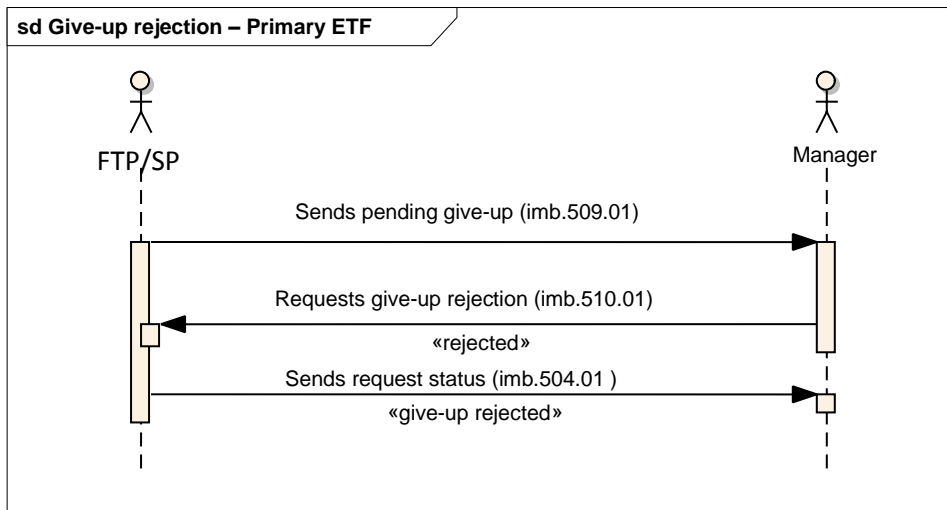 sd Give-up rejection – Primary ETF
FTP/SP
Manager
Sends pending give-up (imb.509.01)
Requests give-up rejection (imb.510.01)
«rejected»
Sends request status (imb.504.01 )
«give-up rejected»